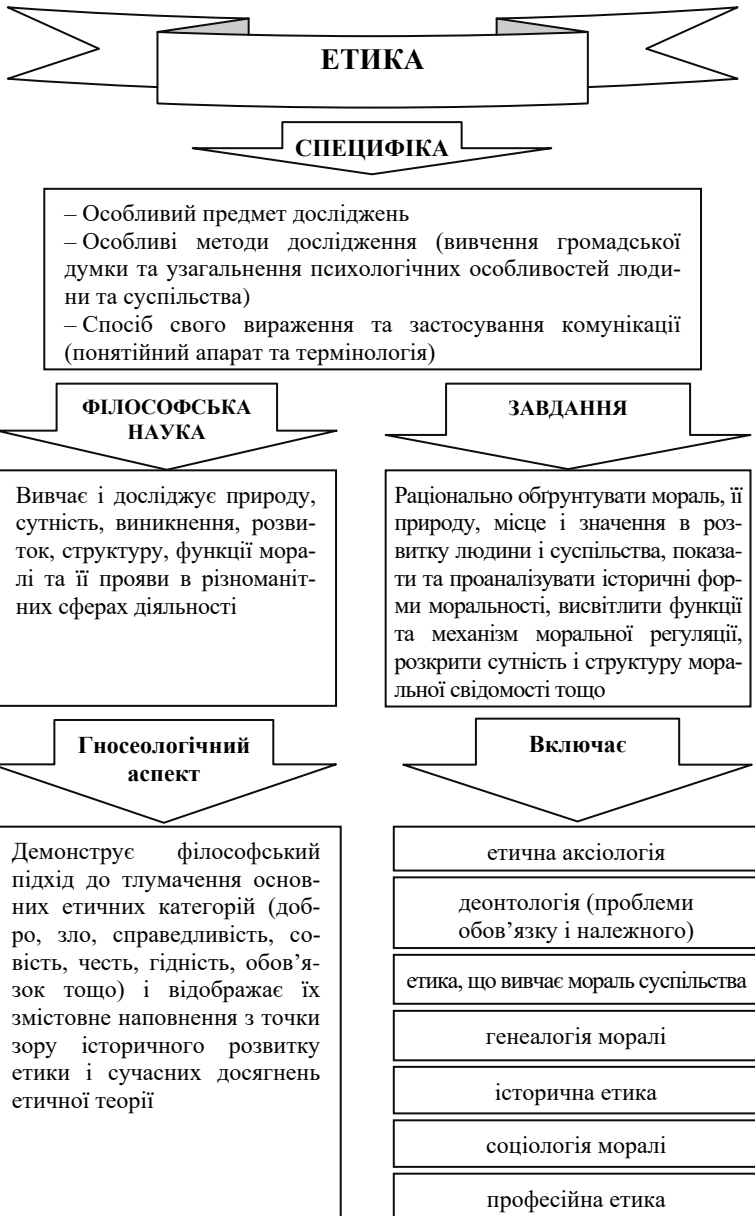 ЕТИКА
СПЕЦИФІКА
– Особливий предмет досліджень
– Особливі методи дослідження (вивчення громадської
думки та узагальнення психологічних особливостей люди-
ни та суспільства)
– Спосіб свого вираження та застосування комунікації
(понятійний апарат та термінологія)
ФІЛОСОФСЬКА
НАУКА
Вивчає і досліджує природу,
сутність, виникнення, розви-
ток, структуру, функції мора-
лі та її прояви в різноманіт-
них сферах діяльності
ЗАВДАННЯ
Раціонально обґрунтувати мораль, її
природу, місце і значення в роз-
витку людини і суспільства, показа-
ти та проаналізувати історичні фор-
ми моральності, висвітлити функції
та механізм моральної регуляції,
розкрити сутність і структуру мора-
льної свідомості тощо
Гносеологічний
аспект
Демонструє філософський
підхід до тлумачення основ-
них етичних категорій (доб-
ро, зло, справедливість, со-
вість, честь, гідність, обов’я-
зок тощо) і відображає їх
змістовне наповнення з точки
зору історичного розвитку
етики і сучасних досягнень
етичної теорії
Включає
етична аксіологія
деонтологія (проблеми
обов’язку і належного)
етика, що вивчає мораль суспільства
генеалогія моралі
історична етика
соціологія моралі
професійна етика